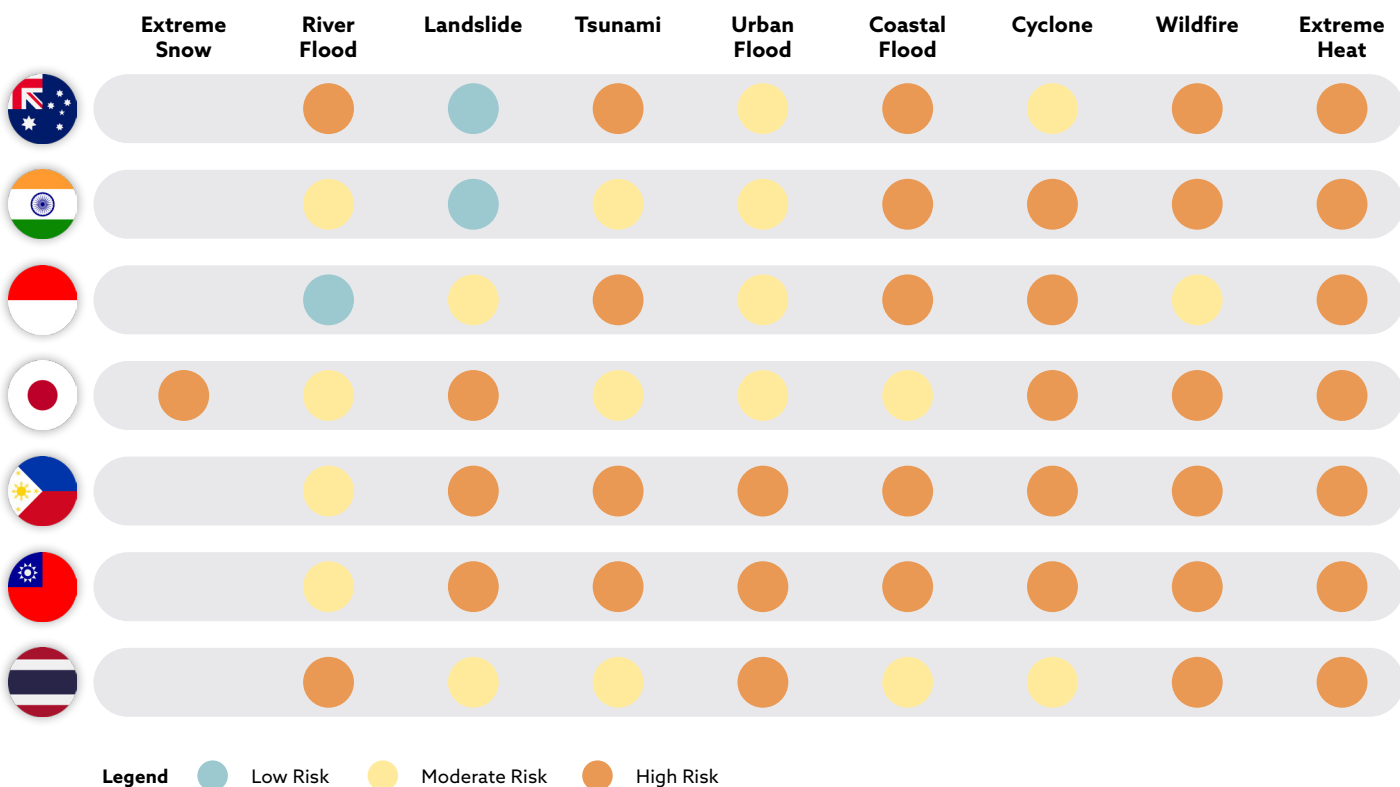 Extreme Snow
River Flood
Landslide
Tsunami
Urban Flood
Coastal Flood
Cyclone
Wildfire
Extreme Heat
Legend
Low Risk
Moderate Risk
High Risk